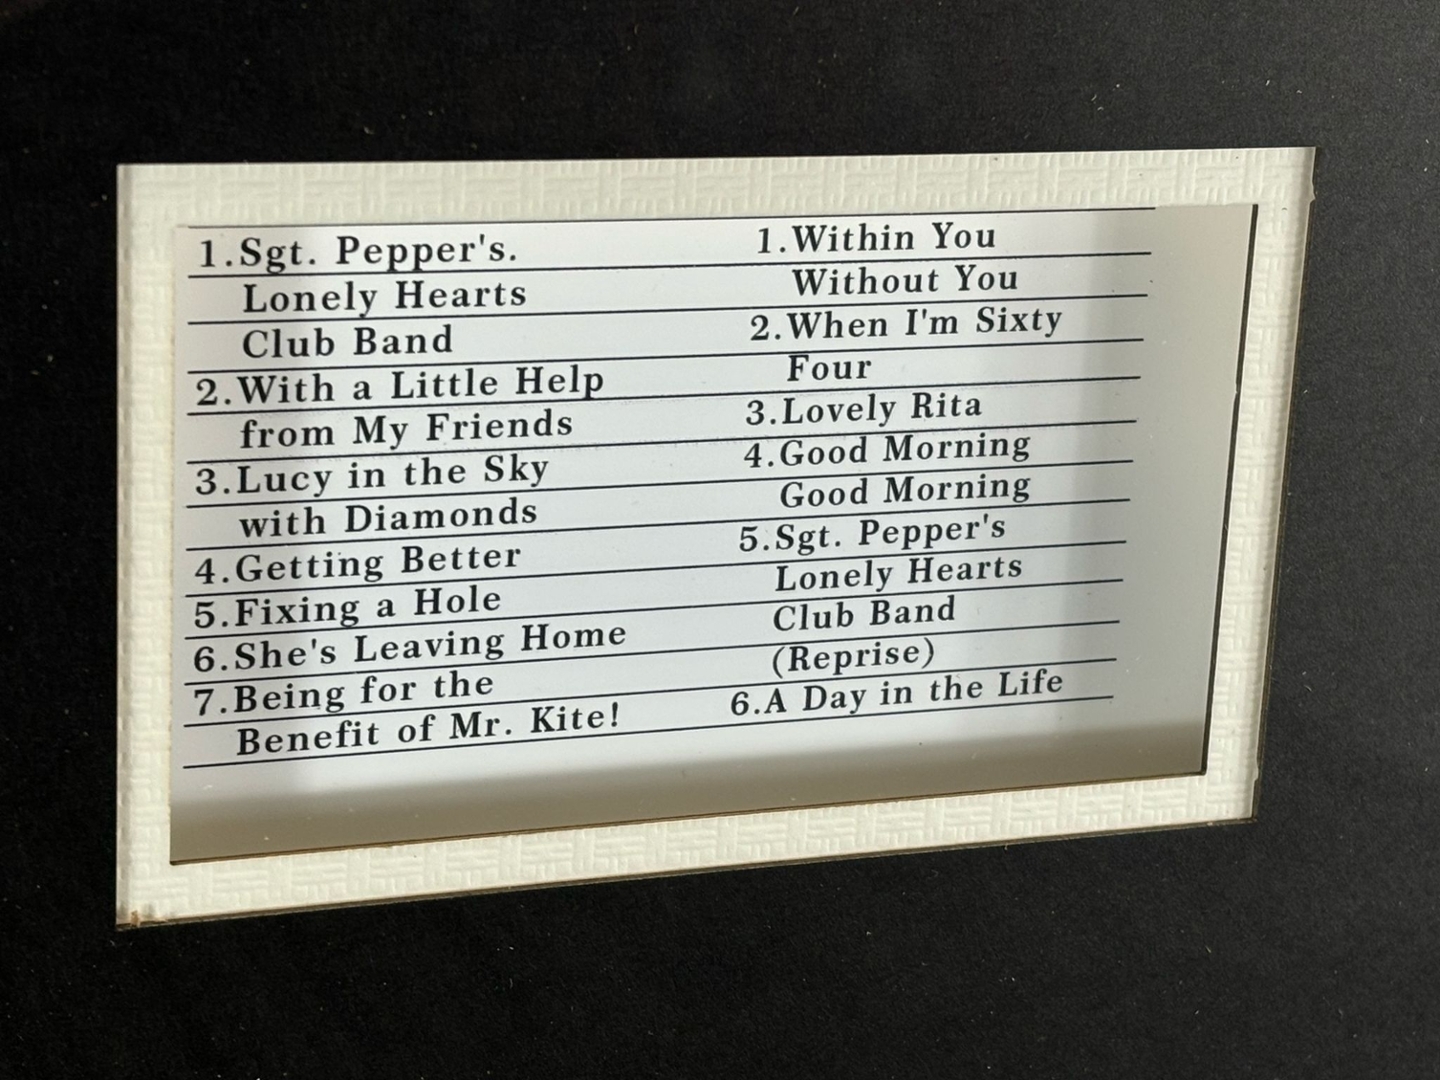 1.Sgt. Pepper's.
Lonely Hearts
Club Band
2.With a Little Help
from My Friends
3.Lucy in the Sky
with Diamonds
4.Getting Better
5.Fixing a Hole
6.She's Leaving Home
7.Being for the
Benefit of Mr. Kite!
1.Within You
Without You
2.When I'm Sixty
Four
3.Lovely Rita
4.Good Morning
Good Morning
5.Sgt. Pepper's
Lonely Hearts
Club Band
(Reprise)
6.A Day in the Life